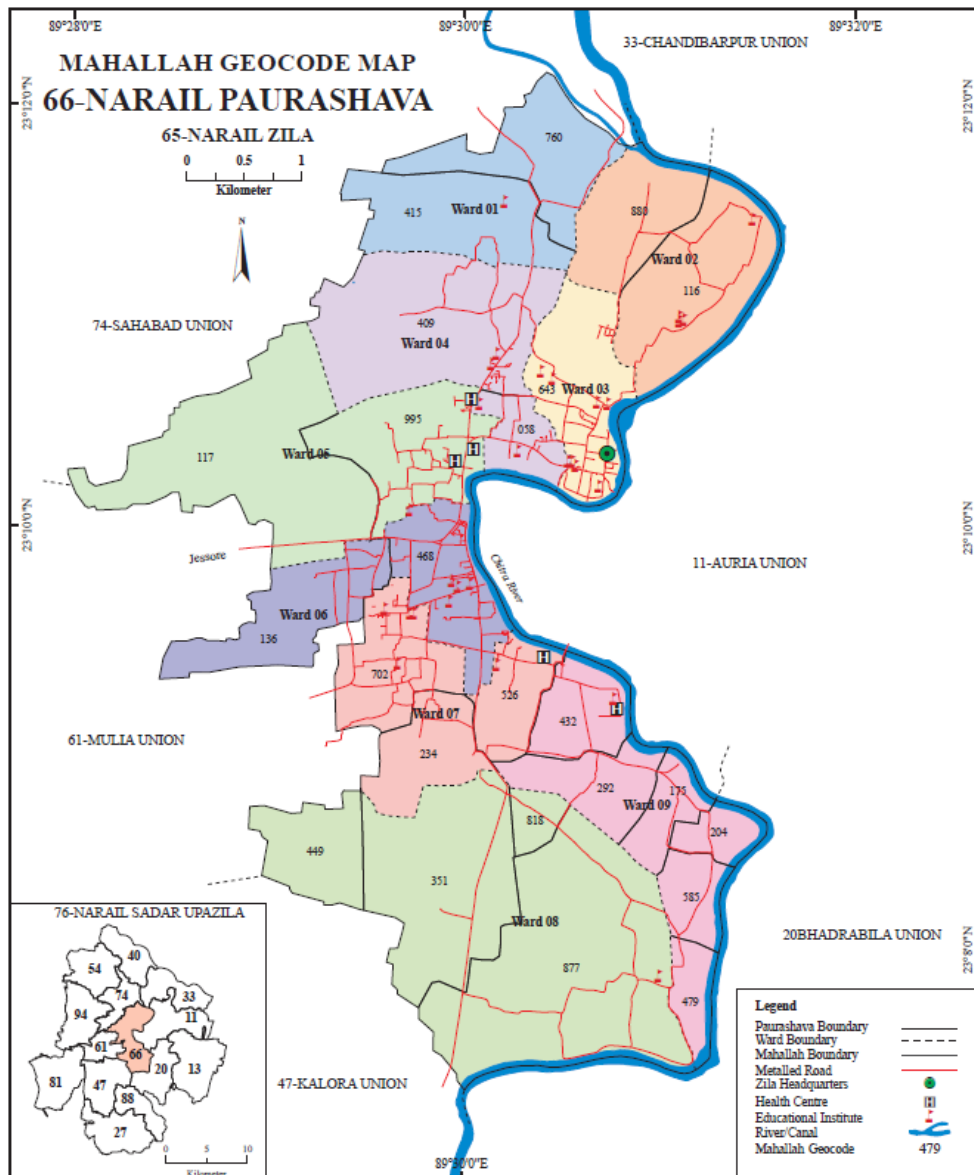 89°28'0"E 89°30'0"E 89°32'0"E
33-CHANDIBARPUR UNION
MAHALLAH GEOCODE MAP
66-NARAIL PAURASHAVA
65-NARAIL ZILA
0 0.5 1
Kilometer
N
23°12'0"N 23°12'0"N
760
415 Ward 01
880
Ward 02
116
74-SAHABAD UNION
409
Ward 04
643 Ward 03
058
995
Ward 05
117
23°10'0"N 23°10'0"N
Jessore
468
Chitra River
11-AURIA UNION
Ward 06
136
702
526
Ward 07
432
61-MULIA UNION
234
292
175
Ward 09
818
204
449
351
585
Ward 08
20BHADRABILA UNION
23°8'0"N
877
479
76-NARAIL SADAR UPAZILA
40
54
74
33
94
11
61
66
20
13
81
47
88
27
0 5 10
Kilometer
47-KALORA UNION
89°30'0"E
Legend
Paurashava Boundary
Ward Boundary
Mahallah Boundary
Metalled Road
Zila Headquarters
Health Centre
Educational Institute
River/Canal
Mahallah Geocode 479